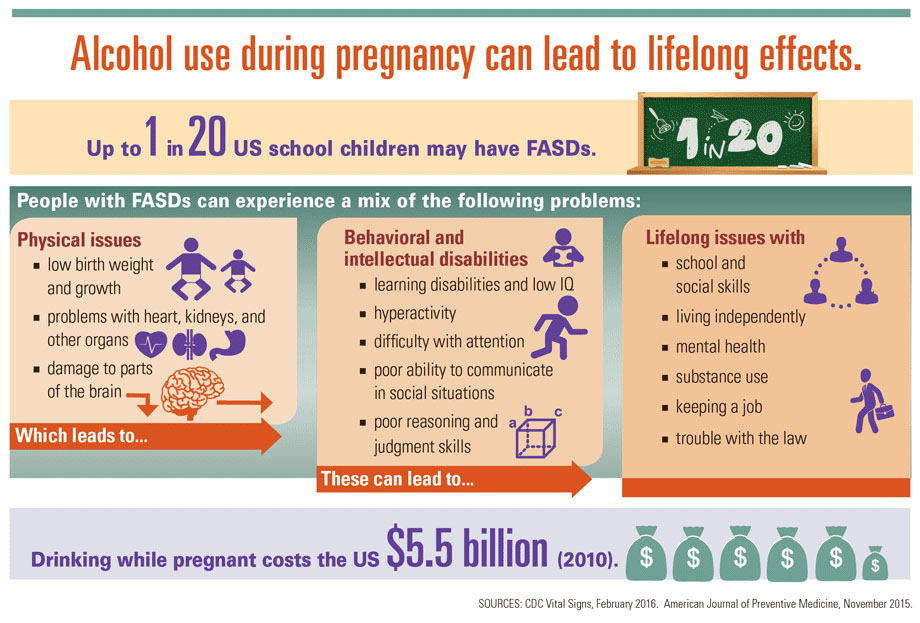 Alcohol use during pregnancy can lead to lifelong effects.
Up to 1 in 20 US school children may have FASDs.
1 in 20
People with FASDs can experience a mix of the following problems:
Physical issues
▪ low birth weight
and growth
▪ problems with heart, kidneys, and
other organs
▪ damage to parts
of the brain
Which leads to...
Behavioral and
intellectual disabilities
▪ learning disabilities and low IQ
▪ hyperactivity
▪ difficulty with attention
▪ poor ability to communicate
in social situations
▪ poor reasoning and
judgment skills
a b c
These can lead to...
Lifelong issues with
▪ school and
social skills
▪ living independently
▪ mental health
▪ substance use
▪ keeping a job
▪ trouble with the law
Drinking while pregnant costs the US $5.5 billion (2010).
$ $ $ $ $ $
SOURCES: CDC Vital Signs, February 2016. American Journal of Preventive Medicine, November 2015.